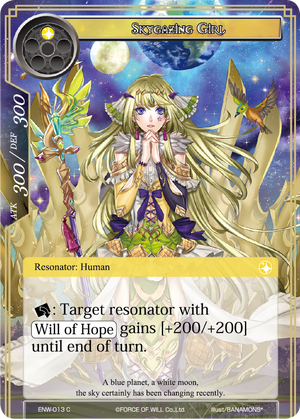 Skygazing Girl
ATK 300 / DEF 300
Resonator: Human
: Target resonator with
Will of Hope gains [+200/+200]
until end of turn.
A blue planet, a white moon,
the sky certainly has been changing recently.
ENW-013 C
©FORCE OF WILL Co.,Ltd.
Illust/BANAMONB*